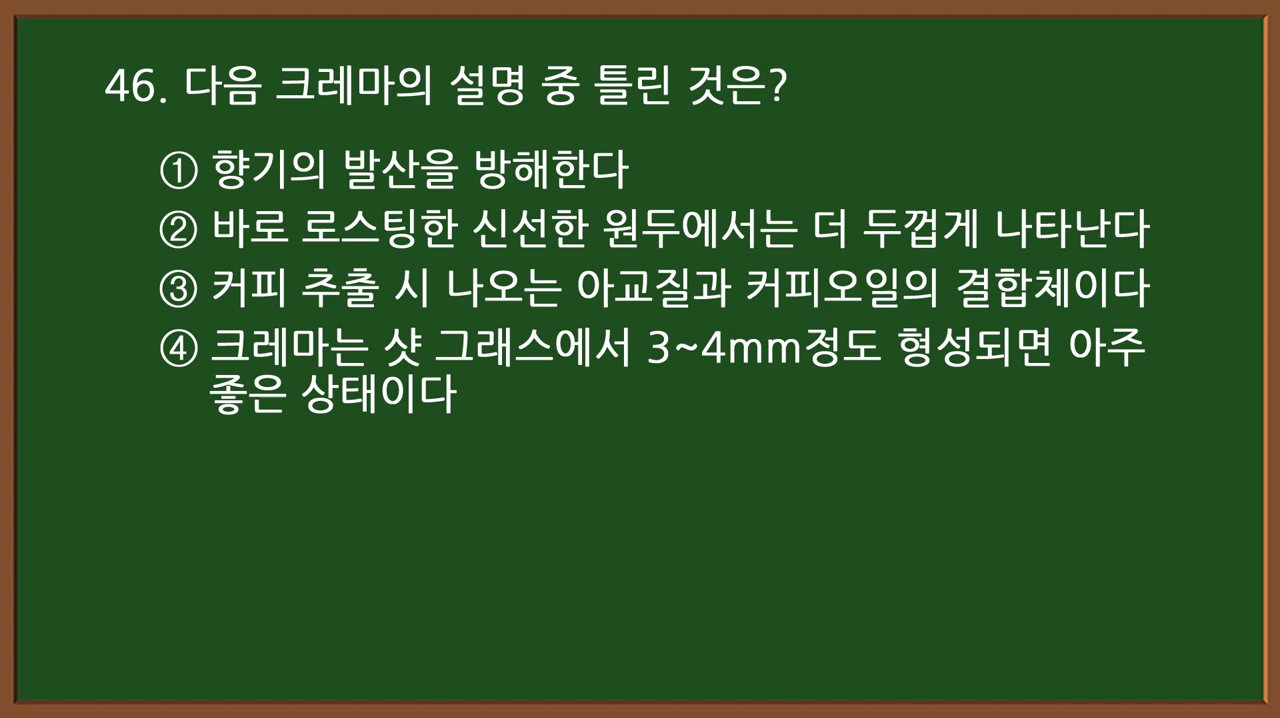 46. 다음 크레마의 설명 중 틀린 것은?
① 향기의 발산을 방해한다
② 바로 로스팅한 신선한 원두에서는 더 두껍게 나타난다
③ 커피 추출 시 나오는 아교질과 커피오일의 결합체이다
④ 크레마는 샷 그래스에서 3~4mm정도 형성되면 아주
좋은 상태이다